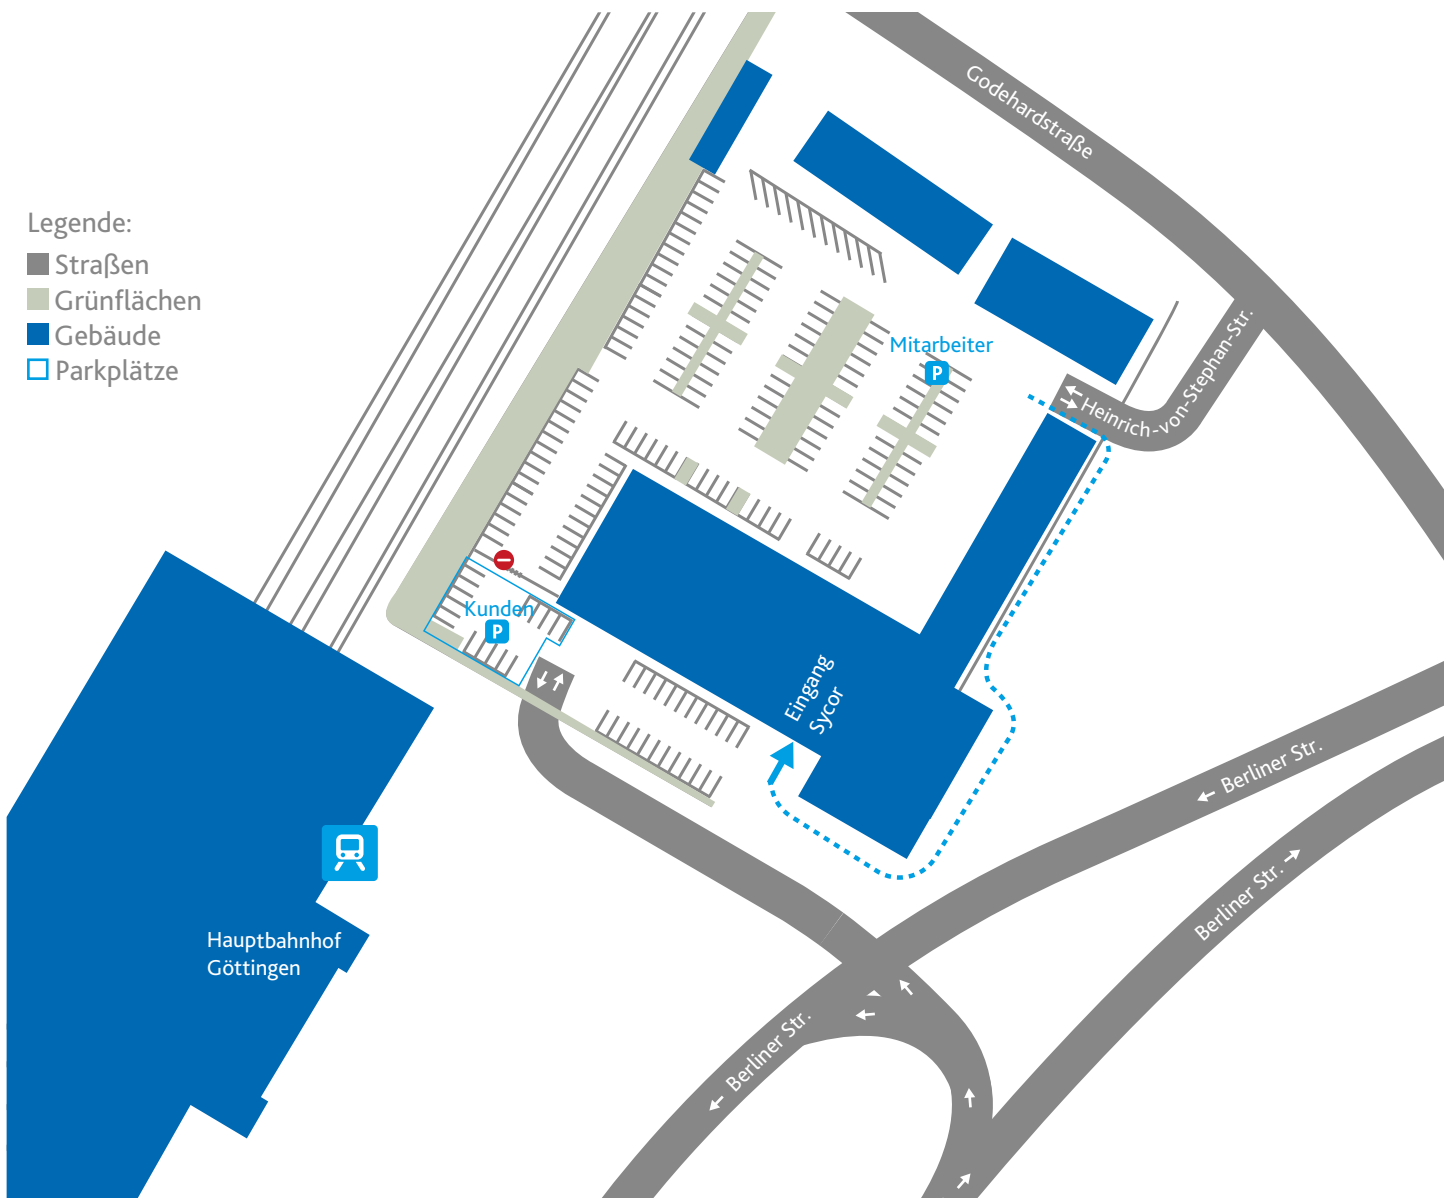 Godehardstraße
Legende:
Straßen
Grünflächen
Gebäude
Parkplätze
Mitarbeiter
P
Heinrich-von-Stephan-Str.
Kunden
P
Eingang
Sycor
Berliner Str.
Berliner Str.
Hauptbahnhof
Göttingen
Berliner Str.